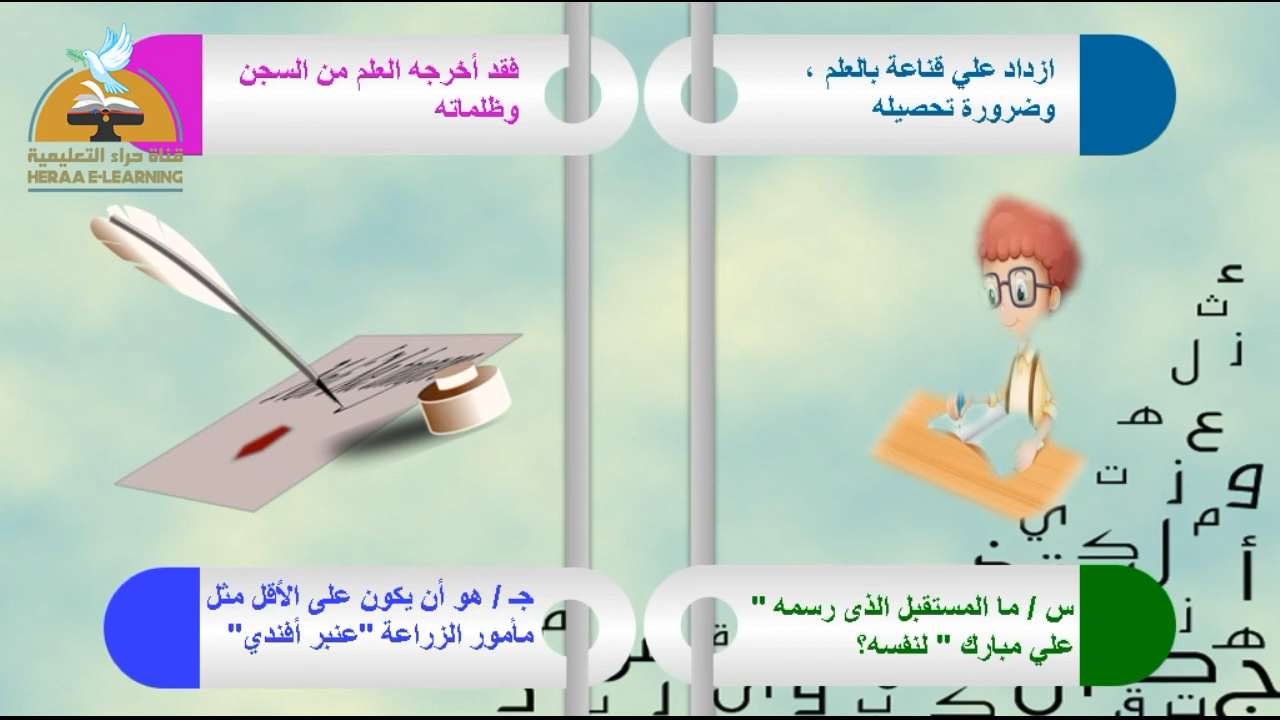 ازداد علي قناعة بالعلم ،
وضرورة تحصيله
فقد أخرجه العلم من السجن
وظلماته
قناة حراء التعليمية
HERAA E-LEARNING
س / ما المستقبل الذى رسمه "
علي مبارك " لنفسه؟
جـ / هو أن يكون على الأقل مثل
مأمور الزراعة "عنبر أفندي"